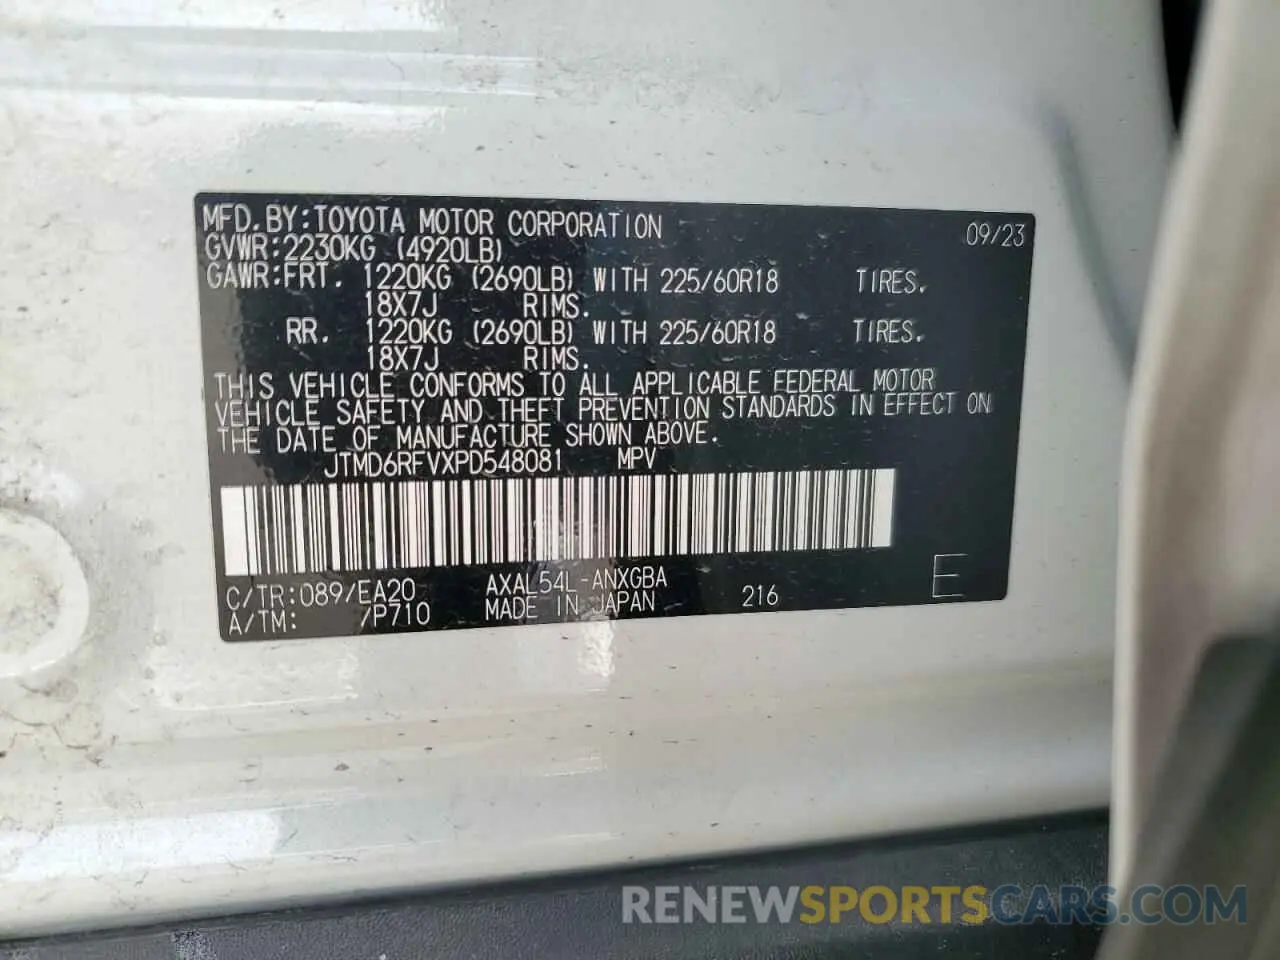 MFD.BY:TOYOTA MOTOR CORPORATION 09/23
GVWR:2230KG (4920LB)
GAWR:FRT. 1220KG (2690LB) WITH 225/60R18 TIRES.
18X7J RIMS.
RR. 1220KG (2690LB) WITH 225/60R18 TIRES.
18X7J RIMS.
THIS VEHICLE CONFORMS TO ALL APPLICABLE FEDERAL MOTOR
VEHICLE SAFETY AND THEFT PREVENTION STANDARDS IN EFFECT ON
THE DATE OF MANUFACTURE SHOWN ABOVE.
JTMD6RFVXPD548081 MPV
C/TR:089/EA20 AXAL54L-ANXGBA
A/TM: /P710 MADE IN JAPAN 216 E
RENEWSPORTSCARS.COM